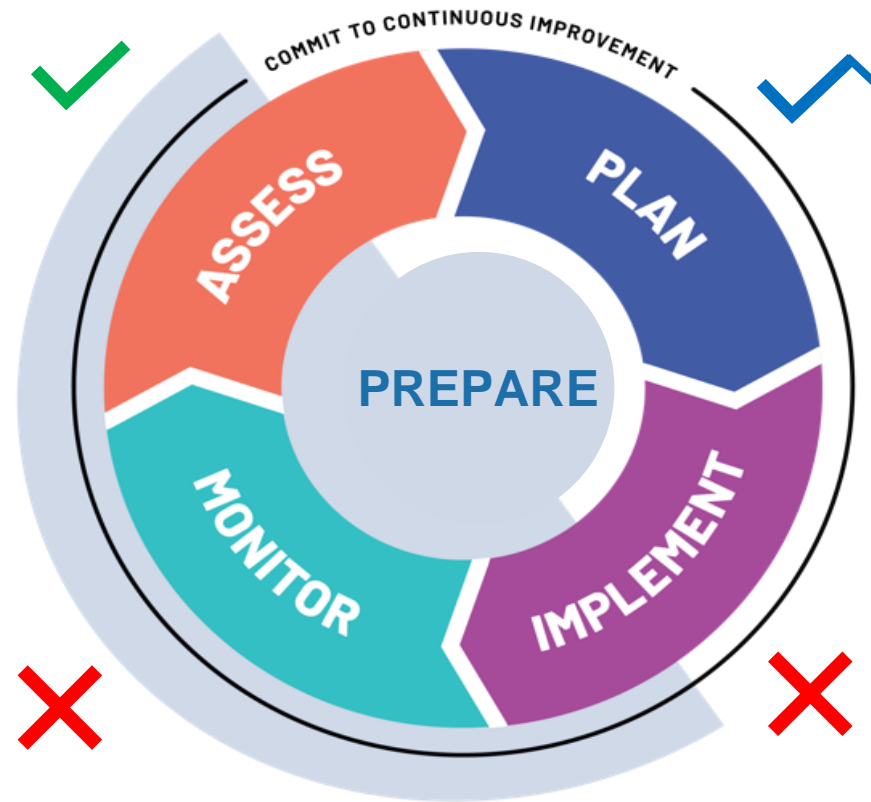 COMMIT TO CONTINUOUS IMPROVEMENT
ASSESS
PLAN
PREPARE
MONITOR
IMPLEMENT